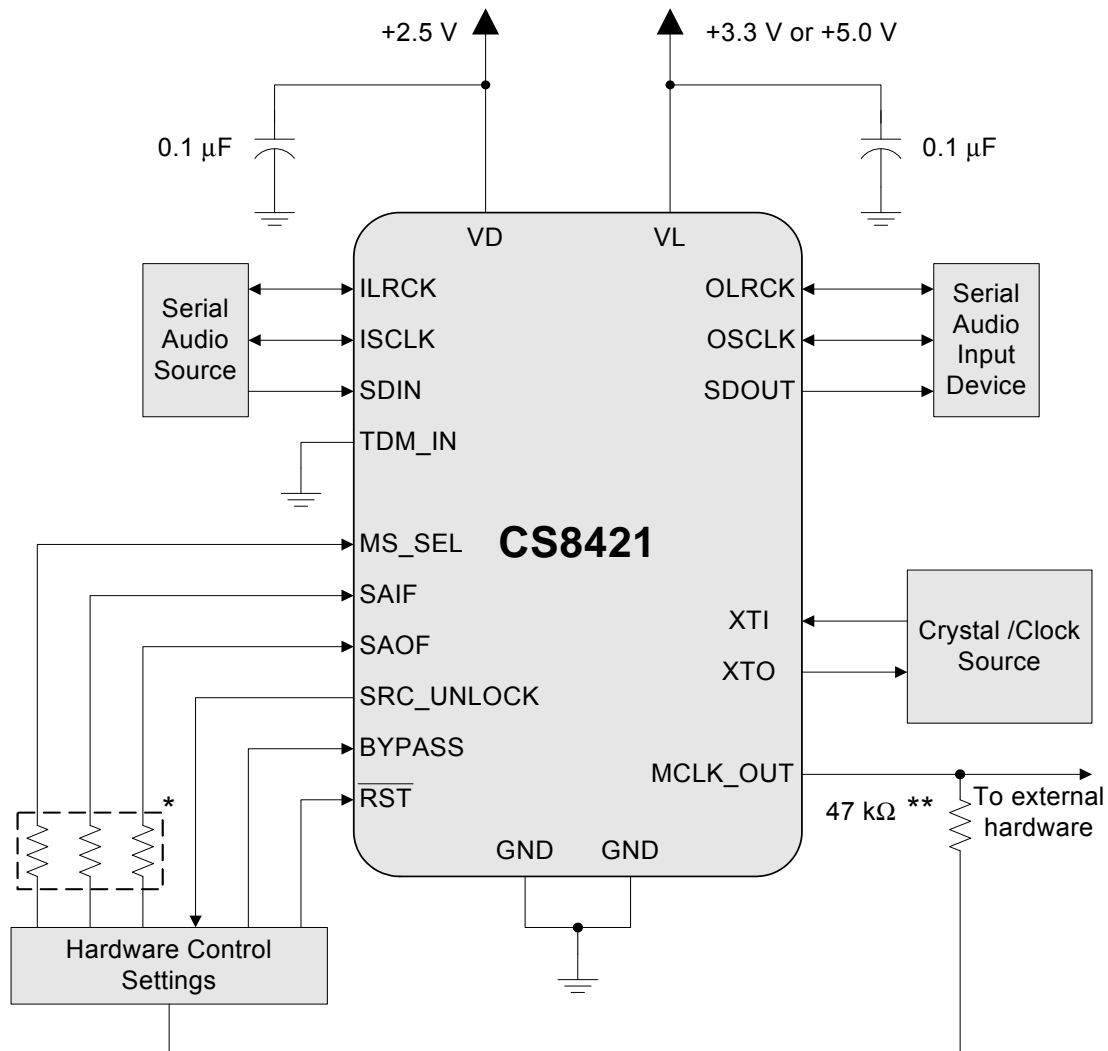 +2.5 V
+3.3 V or +5.0 V
0.1 μF
0.1 μF
VD
VL
Serial
Audio
Source
ILRCK
ISCLK
SDIN
TDM_IN
OLRCK
OSCLK
SDOUT
Serial
Audio
Input
Device
MS_SEL
SAIF
SAOF
SRC_UNLOCK
BYPASS
RST
CS8421
XTI
XTO
Crystal /Clock
Source
MCLK_OUT
47 kΩ **
To external
hardware
*
GND
GND
Hardware Control
Settings